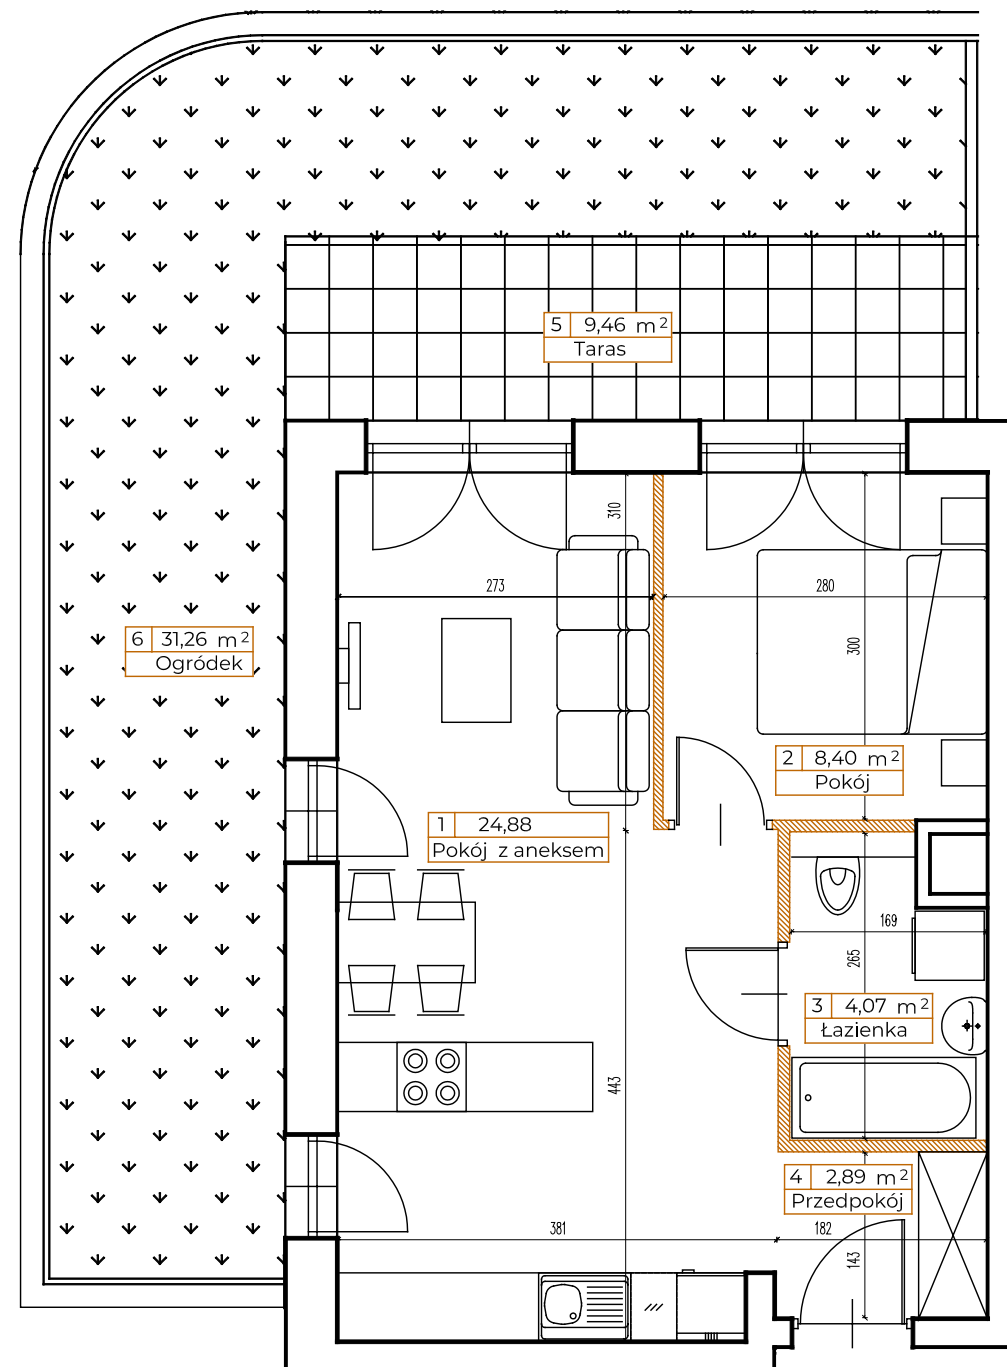 5 9,46 m²
Taras
310
273
280
6 31,26 m²
Ogródek
300
2 8,40 m²
Pokój
1 24,88
Pokój z aneksem
169
265
3 4,07 m²
Łazienka
443
4 2,89 m²
Przedpokój
381
182
143